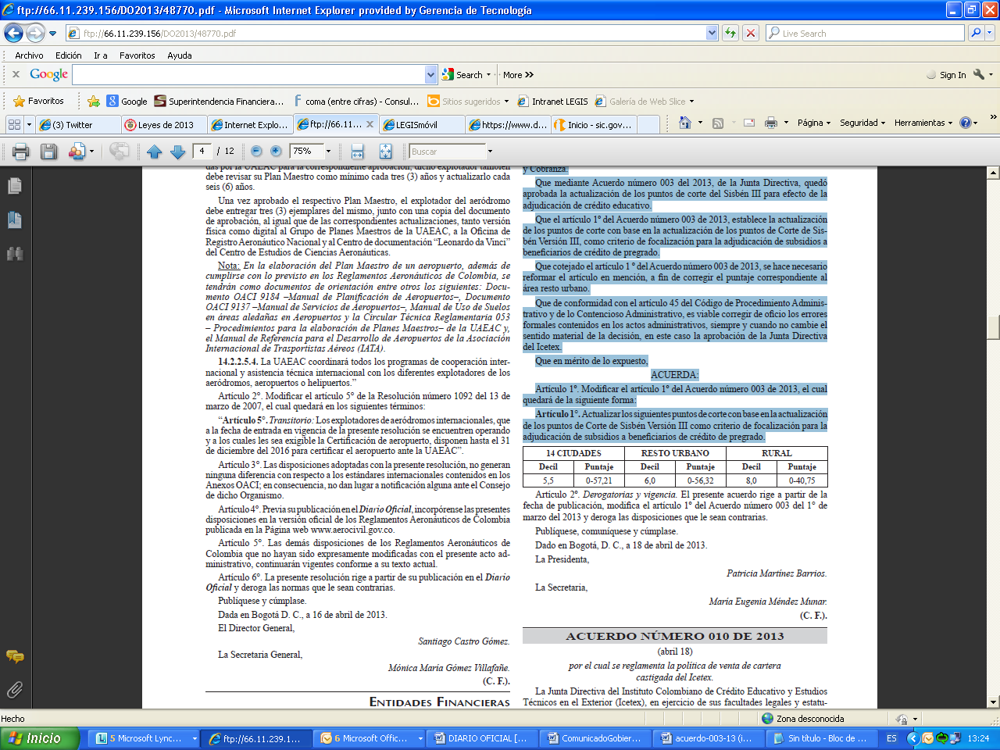 ftp://66.11.239.156/DO2013/48770.pdf - Microsoft Internet Explorer provided by Gerencia de Tecnología
ftp://66.11.239.156/DO2013/48770.pdf
Live Search
Archivo Edición Ir a Favoritos Ayuda
Google Search More » Sign In
Favoritos Google Superintendencia Financiera... coma (entre cifras) - Consul... Sitios sugeridos Intranet LEGIS Galería de Web Slice
(3) Twitter Leyes de 2013 Internet Explo... ftp://66.11.... LEGISmóvil https://www.d... Inicio - sic.gov... Página Seguridad Herramientas
4 / 12 75% Buscar
das por la UAEAC para la correspondiente aprobación, dicho explotador también
debe revisar su Plan Maestro como mínimo cada tres (3) años y actualizarlo cada
seis (6) años.
Una vez aprobado el respectivo Plan Maestro, el explotador del aeródromo
debe entregar tres (3) ejemplares del mismo, junto con una copia del documento
de aprobación, al igual que de las correspondientes actualizaciones, tanto versión
física como digital al Grupo de Planes Maestros de la UAEAC, a la Oficina de
Registro Aeronáutico Nacional y al Centro de documentación “Leonardo da Vinci”
del Centro de Estudios de Ciencias Aeronáuticas.
Nota: En la elaboración del Plan Maestro de un aeropuerto, además de
cumplirse con lo previsto en los Reglamentos Aeronáuticos de Colombia, se
tendrán como documentos de orientación entre otros los siguientes: Docu-
mento OACI 9184 –Manual de Planificación de Aeropuertos–, Documento
OACI 9137 –Manual de Servicios de Aeropuertos–, Manual de Uso de Suelos
en áreas aledañas en Aeropuertos y la Circular Técnica Reglamentaria 053
– Procedimientos para la elaboración de Planes Maestros– de la UAEAC y,
el Manual de Referencia para el Desarrollo de Aeropuertos de la Asociación
Internacional de Trasportistas Aéreos (IATA).
14.2.2.5.4. La UAEAC coordinará todos los programas de cooperación inter-
nacional y asistencia técnica internacional con los diferentes explotadores de los
aeródromos, aeropuertos o helipuertos.”
Artículo 2°. Modificar el artículo 5° de la Resolución número 1092 del 13 de
marzo de 2007, el cual quedará en los siguientes términos:
“Artículo 5°. Transitorio: Los explotadores de aeródromos internacionales, que
a la fecha de entrada en vigencia de la presente resolución se encuentren operando
y a los cuales les sea exigible la Certificación de aeropuerto, disponen hasta el 31
de diciembre del 2016 para certificar el aeropuerto ante la UAEAC”.
Artículo 3°. Las disposiciones adoptadas con la presente resolución, no generan
ninguna diferencia con respecto a los estándares internacionales contenidos en los
Anexos OACI; en consecuencia, no dan lugar a notificación alguna ante el Consejo
de dicho Organismo.
Artículo 4°. Previa su publicación en el Diario Oficial, incorpórense las presentes
disposiciones en la versión oficial de los Reglamentos Aeronáuticos de Colombia
publicada en la Página web www.aerocivil.gov.co.
Artículo 5°. Las demás disposiciones de los Reglamentos Aeronáuticos de
Colombia que no hayan sido expresamente modificadas con el presente acto ad-
ministrativo, continuarán vigentes conforme a su texto actual.
Artículo 6°. La presente resolución rige a partir de su publicación en el Diario
Oficial y deroga las normas que le sean contrarias.
Publíquese y cúmplase.
Dada en Bogotá D. C., a 16 de abril de 2013.
El Director General,
Santiago Castro Gómez.
La Secretaria General,
Mónica María Gómez Villafañe.
(C. F.).
ENTIDADES FINANCIERAS
y Cobranza.
Que mediante Acuerdo número 003 del 2013, de la Junta Directiva, quedó
aprobada la actualización de los puntos de corte del Sisbén III para efecto de la
adjudicación de crédito educativo.
Que el artículo 1° del Acuerdo número 003 de 2013, establece la actualización
de los puntos de corte con base en la actualización de los puntos de Corte de Sis-
bén Versión III, como criterio de focalización para la adjudicación de subsidios a
beneficiarios de crédito de pregrado.
Que cotejado el artículo 1 ° del Acuerdo número 003 de 2013, se hace necesario
reformar el artículo en mención, a fin de corregir el puntaje correspondiente al
área resto urbano.
Que de conformidad con el artículo 45 del Código de Procedimiento Adminis-
trativo y de lo Contencioso Administrativo, es viable corregir de oficio los errores
formales contenidos en los actos administrativos, siempre y cuando no cambie el
sentido material de la decisión, en este caso la aprobación de la Junta Directiva
del Icetex.
Que en mérito de lo expuesto,
ACUERDA:
Artículo 1°. Modificar el artículo 1° del Acuerdo número 003 de 2013, el cual
quedará de la siguiente forma:
Artículo 1°. Actualizar los siguientes puntos de corte con base en la actualización
de los puntos de Corte de Sisbén Versión III como criterio de focalización para la
adjudicación de subsidios a beneficiarios de crédito de pregrado.
14 CIUDADES RESTO URBANO RURAL
Decil Puntaje Decil Puntaje Decil Puntaje
5,5 0-57,21 6,0 0-56,32 8,0 0-40,75
Artículo 2°. Derogatorias y vigencia. El presente acuerdo rige a partir de la
fecha de publicación, modifica el artículo 1° del Acuerdo número 003 del 1° de
marzo del 2013 y deroga las disposiciones que le sean contrarias.
Publíquese, comuníquese y cúmplase.
Dado en Bogotá, D. C., a 18 de abril de 2013.
La Presidenta,
Patricia Martínez Barrios.
La Secretaria,
María Eugenia Méndez Munar.
(C. F.).
ACUERDO NÚMERO 010 DE 2013
(abril 18)
por el cual se reglamenta la política de venta de cartera
castigada del Icetex.
La Junta Directiva del Instituto Colombiano de Crédito Educativo y Estudios
Técnicos en el Exterior (Icetex), en ejercicio de sus facultades legales y estatu-
Hecho Zona desconocida
Inicio 5 Microsoft Lync... ftp://66.11.239.1... 6 Microsoft Offic... DIARIO OFICIAL [... ComunicadoGobier... acuerdo-003-13 (i... Sin título - Bloc de ... ES 13:24